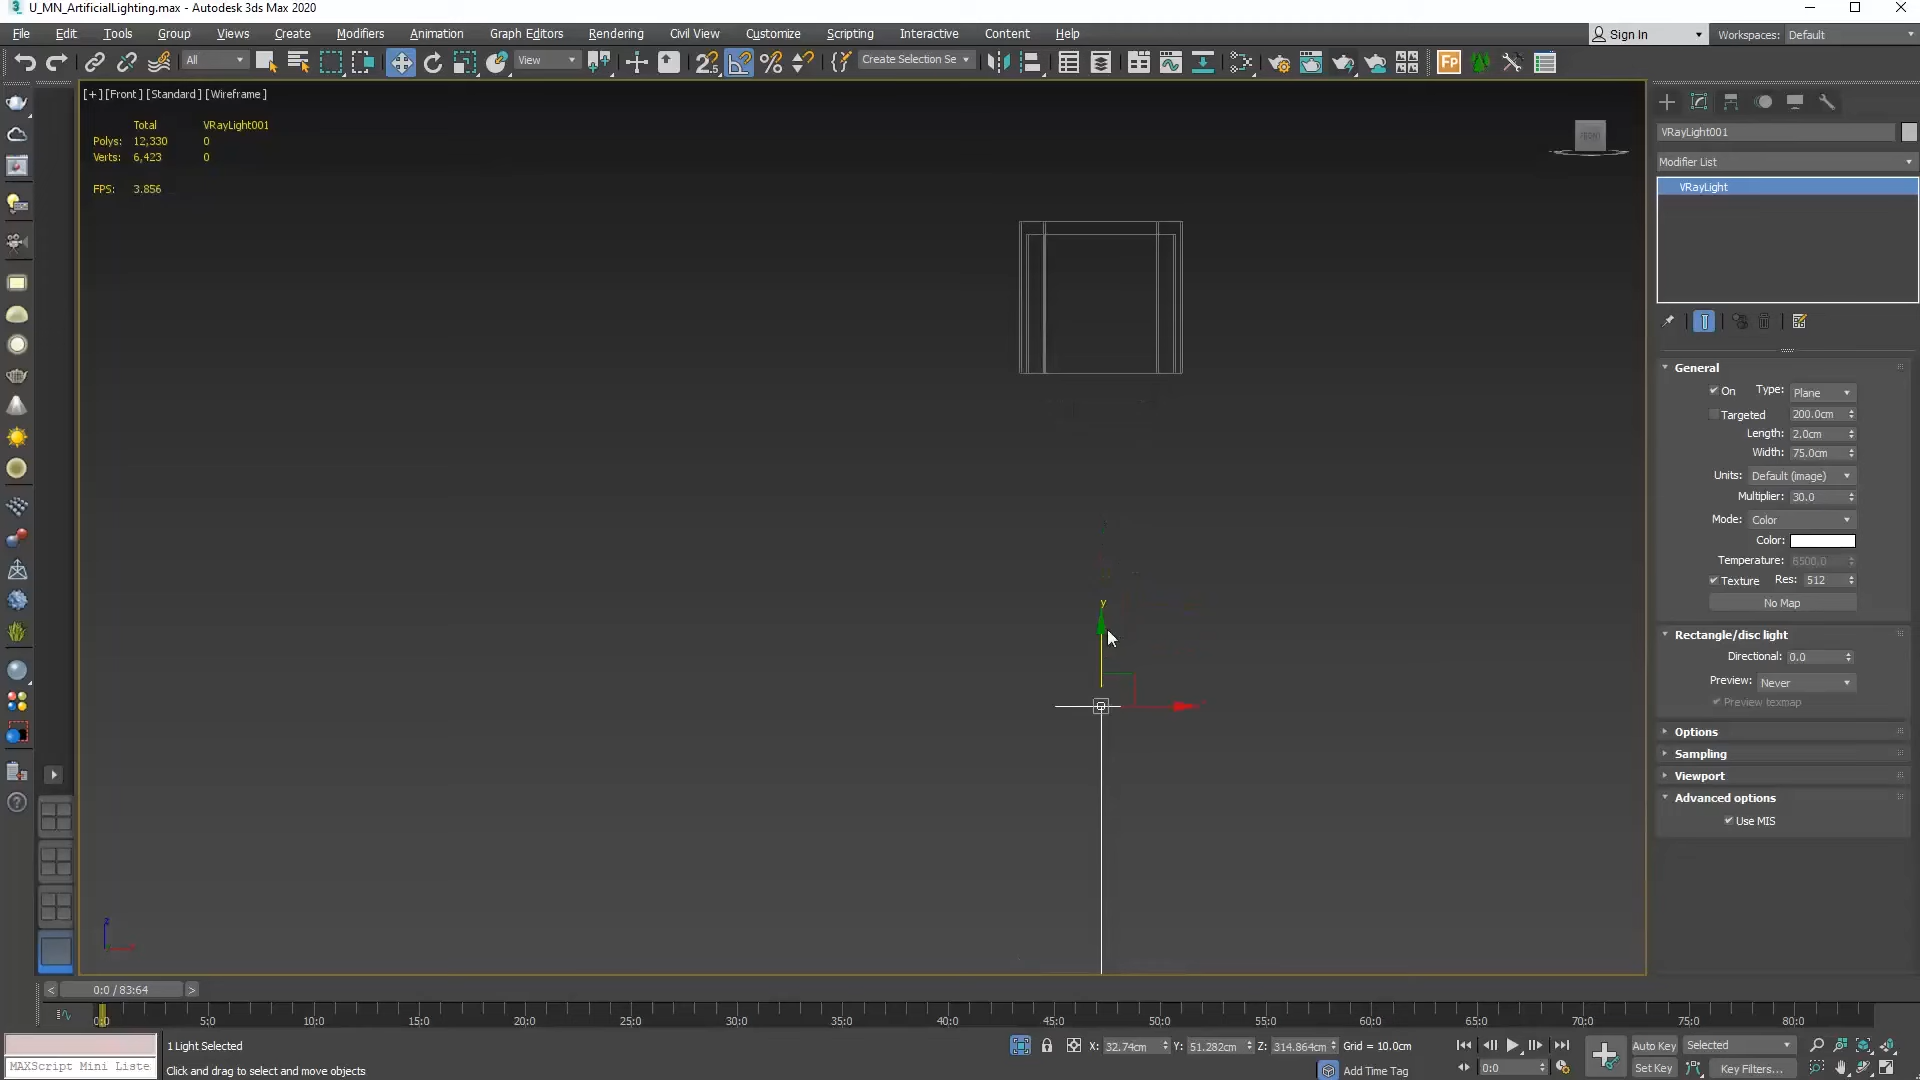 U_MN_ArtificialLighting.max - Autodesk 3ds Max 2020
File Edit Tools Group Views Create Modifiers Animation Graph Editors Rendering Civil View Customize Scripting Interactive Content Help
Sign In Workspaces: Default
All View Create Selection Se
[+] [Front] [Standard] [Wireframe]
Total VRayLight001
Polys: 12,330 0
Verts: 6,423 0
FPS: 3.856
FRONT
VRayLight001
Modifier List
VRayLight
General
On Type: Plane
Targeted 200.0cm
Length: 2.0cm
Width: 75.0cm
Units: Default (image)
Multiplier: 30.0
Mode: Color
Color:
Temperature: 6500.0
Texture Res: 512
No Map
Rectangle/disc light
Directional: 0.0
Preview: Never
Preview texmap
Options
Sampling
Viewport
Advanced options
Use MIS
y
z
0:0 / 83:64
0:0 5:0 10:0 15:0 20:0 25:0 30:0 35:0 40:0 45:0 50:0 55:0 60:0 65:0 70:0 75:0 80:0
1 Light Selected X: 32.74cm Y: 51.282cm Z: 314.864cm Grid = 10.0cm Auto Key Selected
MAXScript Mini Liste Click and drag to select and move objects Add Time Tag 0:0 Set Key Key Filters...